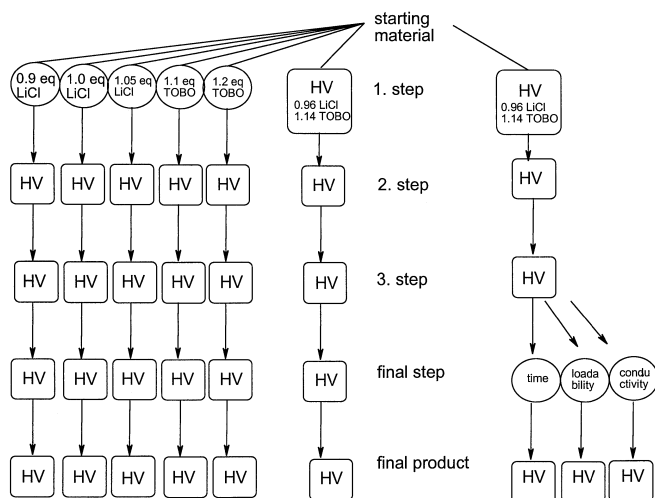 starting
material
0.9 eq
LiCl
1.0 eq
LiCl
1.05 eq
LiCl
1.1 eq
TOBO
1.2 eq
TOBO
HV
0.96 LiCl
1.14 TOBO
1. step
HV
0.96 LiCl
1.14 TOBO
HV
HV
HV
HV
HV
HV
2. step
HV
HV
HV
HV
HV
HV
HV
3. step
HV
HV
HV
HV
HV
HV
HV
final step
time
loada
bility
condu
ctivity
HV
HV
HV
HV
HV
HV
final product
HV
HV
HV